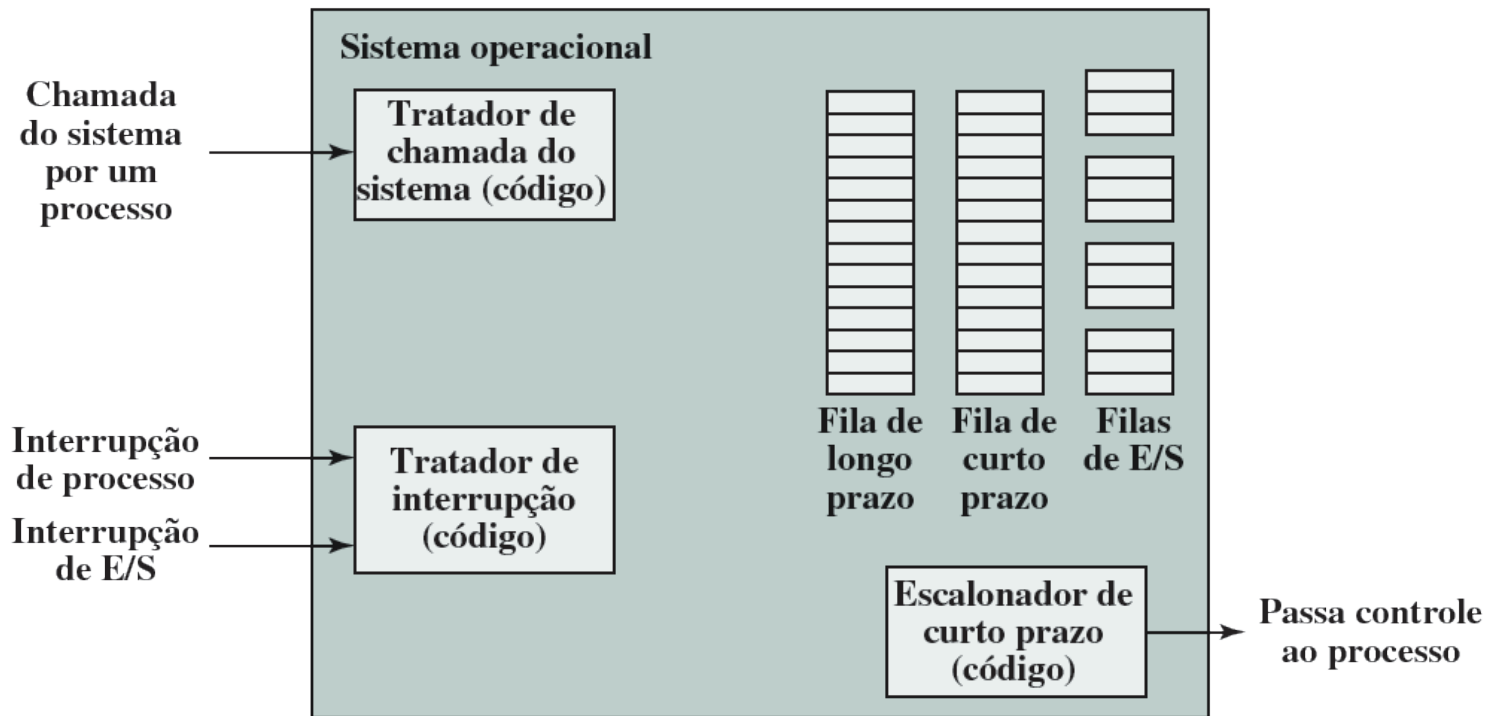 Sistema operacional
Chamada
do sistema
por um
processo
Tratador de
chamada do
sistema (código)
Interrupção
de processo
Interrupção
de E/S
Tratador de
interrupção
(código)
Fila de
longo
prazo
Fila de
curto
prazo
Filas
de E/S
Escalonador de
curto prazo
(código)
Passa controle
ao processo